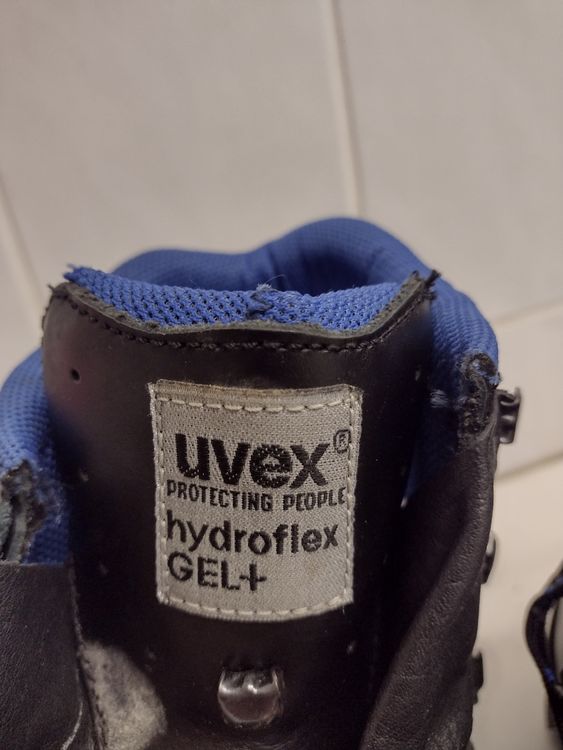 uvex®
PROTECTING PEOPLE
hydroflex
GEL+